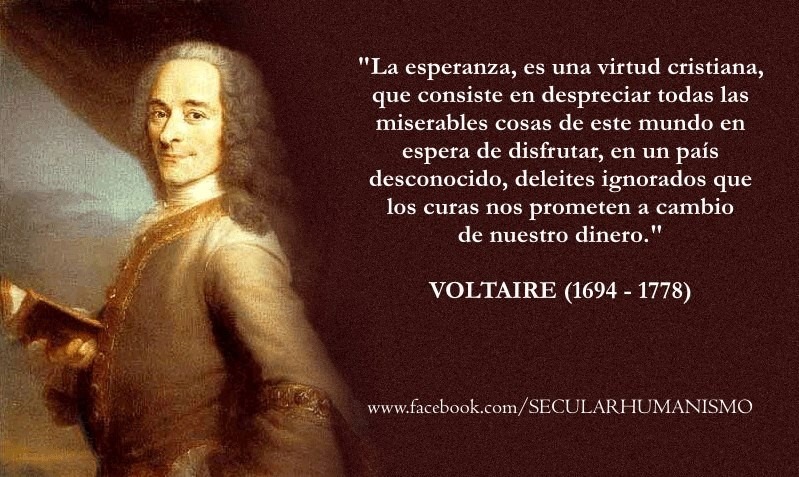 "La esperanza, es una virtud cristiana,
que consiste en despreciar todas las
miserables cosas de este mundo en
espera de disfrutar, en un país
desconocido, deleites ignorados que
los curas nos prometen a cambio
de nuestro dinero."
VOLTAIRE (1694 - 1778)
www.facebook.com/SECULARHUMANISMO